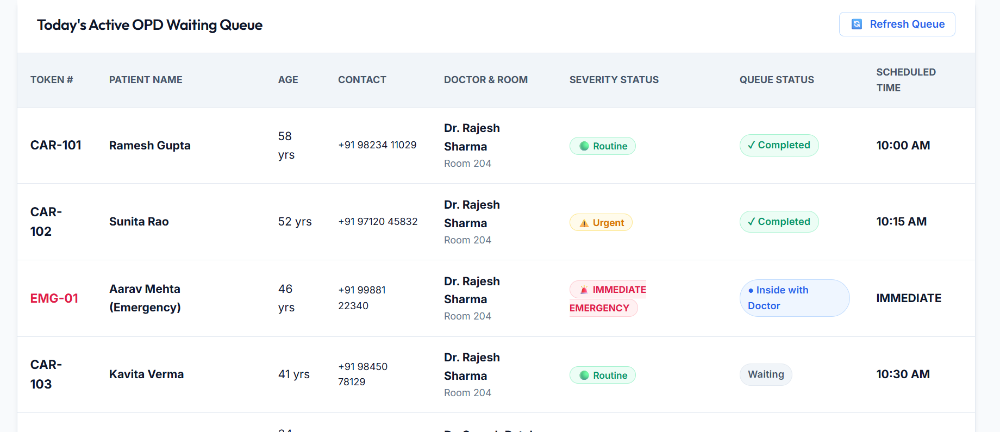 Today's Active OPD Waiting Queue
Refresh Queue
TOKEN # PATIENT NAME AGE CONTACT DOCTOR & ROOM SEVERITY STATUS QUEUE STATUS SCHEDULED TIME
CAR-101 Ramesh Gupta 58 yrs +91 98234 11029 Dr. Rajesh Sharma Room 204 Routine ✓ Completed 10:00 AM
CAR-102 Sunita Rao 52 yrs +91 97120 45832 Dr. Rajesh Sharma Room 204 Urgent ✓ Completed 10:15 AM
EMG-01 Aarav Mehta (Emergency) 46 yrs +91 99881 22340 Dr. Rajesh Sharma Room 204 IMMEDIATE EMERGENCY • Inside with Doctor IMMEDIATE
CAR-103 Kavita Verma 41 yrs +91 98450 78129 Dr. Rajesh Sharma Room 204 Routine Waiting 10:30 AM